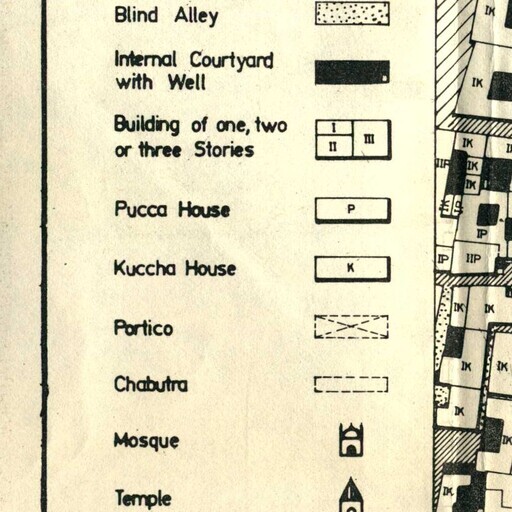 Blind Alley
Internal Courtyard
with Well
Building of one, two
or three Stories
I
II
III
Pucca House
P
Kuccha House
K
Portico
Chabutra
Mosque
Temple
IK
IK
IK
IK
IK
IP
IIP
IP
IK
IK
IK
IK
IK
IK
IK
IK